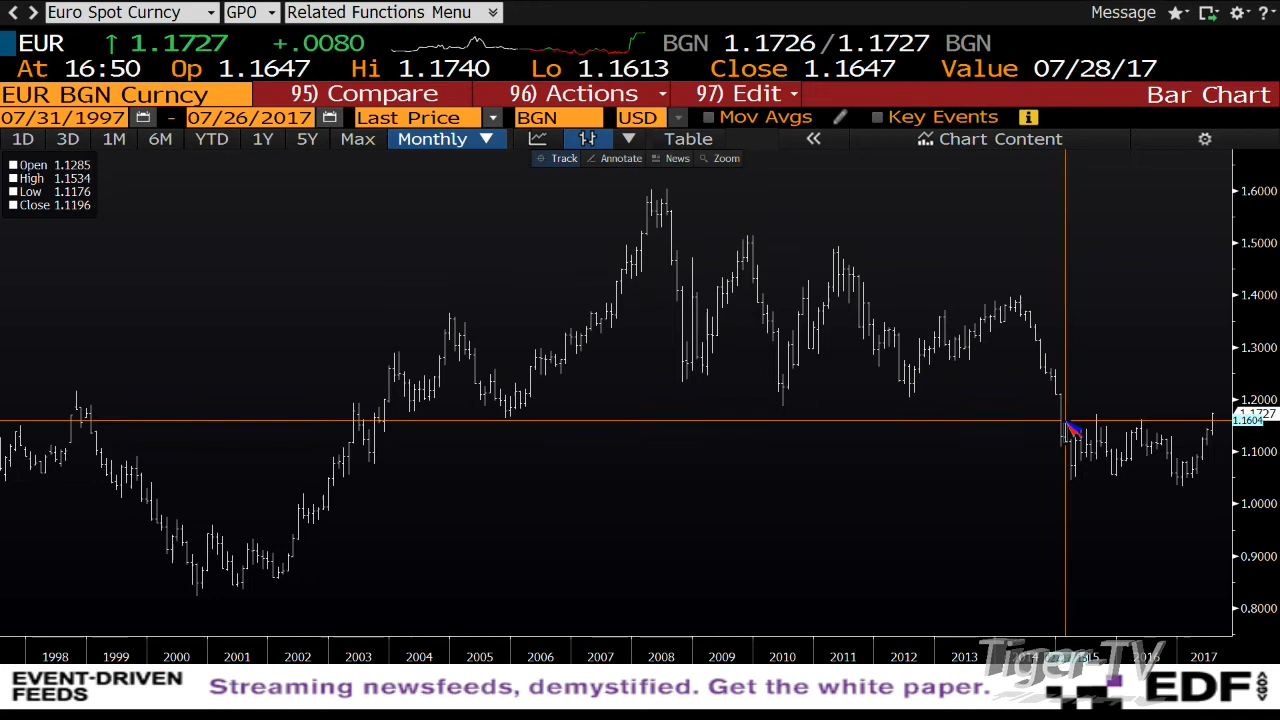 Euro Spot Curncy GPO Related Functions Menu Message ?
EUR ↑ 1.1727 +.0080 BGN 1.1726/1.1727 BGN
At 16:50 Op 1.1647 Hi 1.1740 Lo 1.1613 Close 1.1647 Value 07/28/17
EUR BGN Curncy 95) Compare 96) Actions 97) Edit Bar Chart
07/31/1997 - 07/26/2017 Last Price BGN USD Mov Avgs Key Events i
1D 3D 1M 6M YTD 1Y 5Y Max Monthly ▼ Table « Chart Content
Track Annotate News Zoom
Open 1.1285
High 1.1534
Low 1.1176
Close 1.1196
1.6000
1.5000
1.4000
1.3000
1.2000
1.1727
1.1604
1.1000
1.0000
0.9000
0.8000
1998 1999 2000 2001 2002 2003 2004 2005 2006 2007 2008 2009 2010 2011 2012 2013 2014 2016 2017
Tiger-TV
EVENT-DRIVEN FEEDS
Streaming newsfeeds, demystified. Get the white paper.
EDF